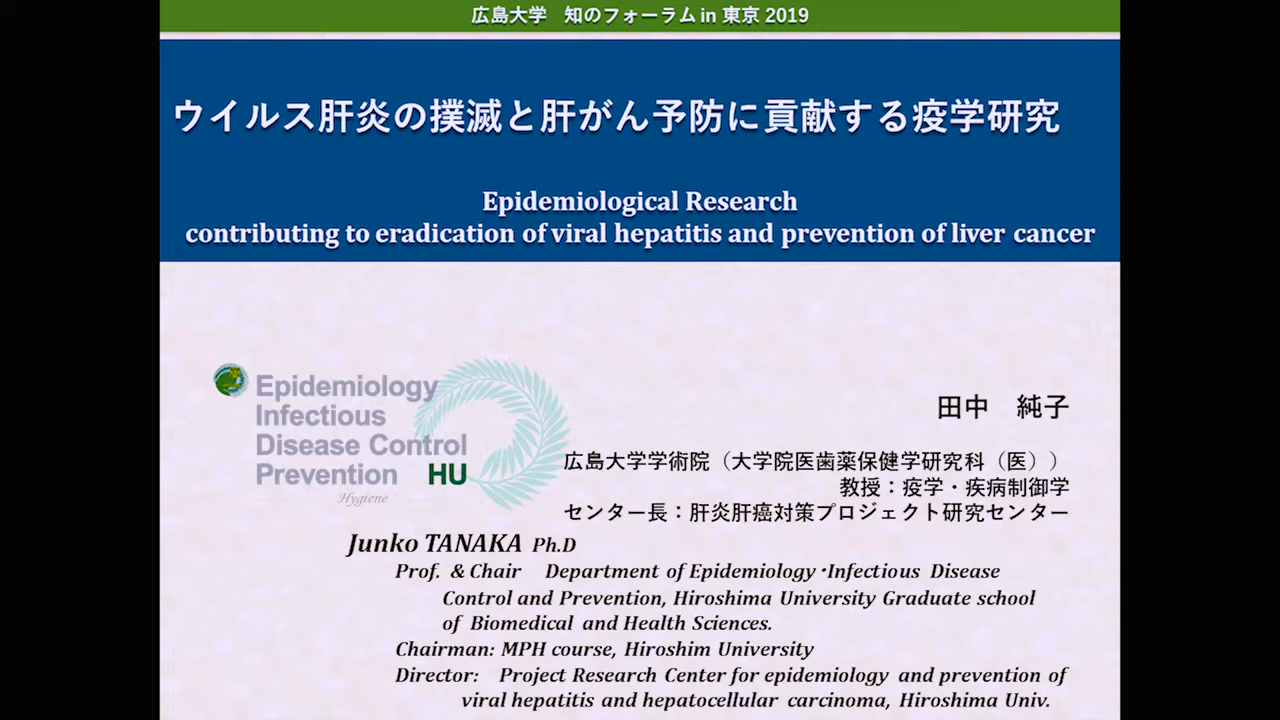 広島大学　知のフォーラム in 東京 2019
ウイルス肝炎の撲滅と肝がん予防に貢献する疫学研究
Epidemiological Research
contributing to eradication of viral hepatitis and prevention of liver cancer
Epidemiology
Infectious
Disease Control
Prevention HU
Hygiene
田中　純子
広島大学学術院（大学院医歯薬保健学研究科（医））
教授：疫学・疾病制御学
センター長：肝炎肝癌対策プロジェクト研究センター
Junko TANAKA Ph.D
Prof. & Chair Department of Epidemiology・Infectious Disease
Control and Prevention, Hiroshima University Graduate school
of Biomedical and Health Sciences.
Chairman: MPH course, Hiroshim University
Director: Project Research Center for epidemiology and prevention of
viral hepatitis and hepatocellular carcinoma, Hiroshima Univ.